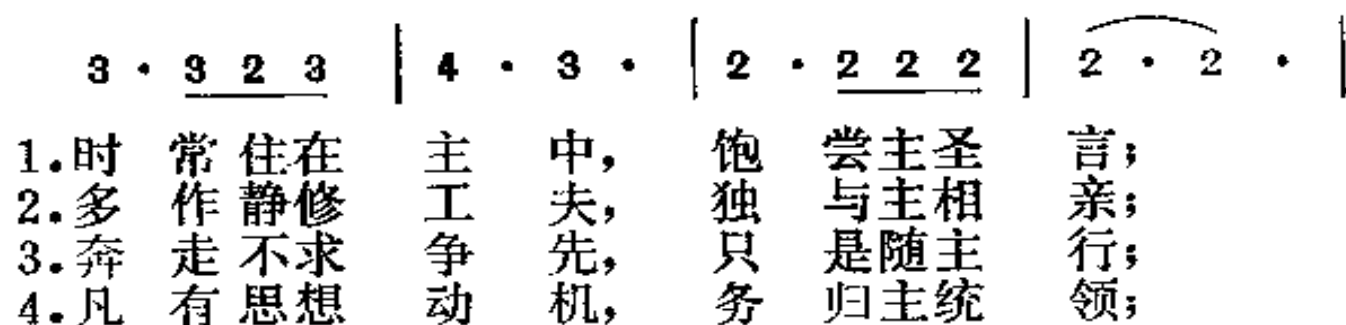 3 · 3 2 3 | 4 · 3 · | 2 · 2 2 2 | 2 · 2 · |
1.时 常 住在 主 中, 饱 尝主圣 言;
2.多 作 静修 工 夫, 独 与主相 亲;
3.奔 走 不求 争 先, 只 是随主 行;
4.凡 有 思想 动 机, 务 归主统 领;